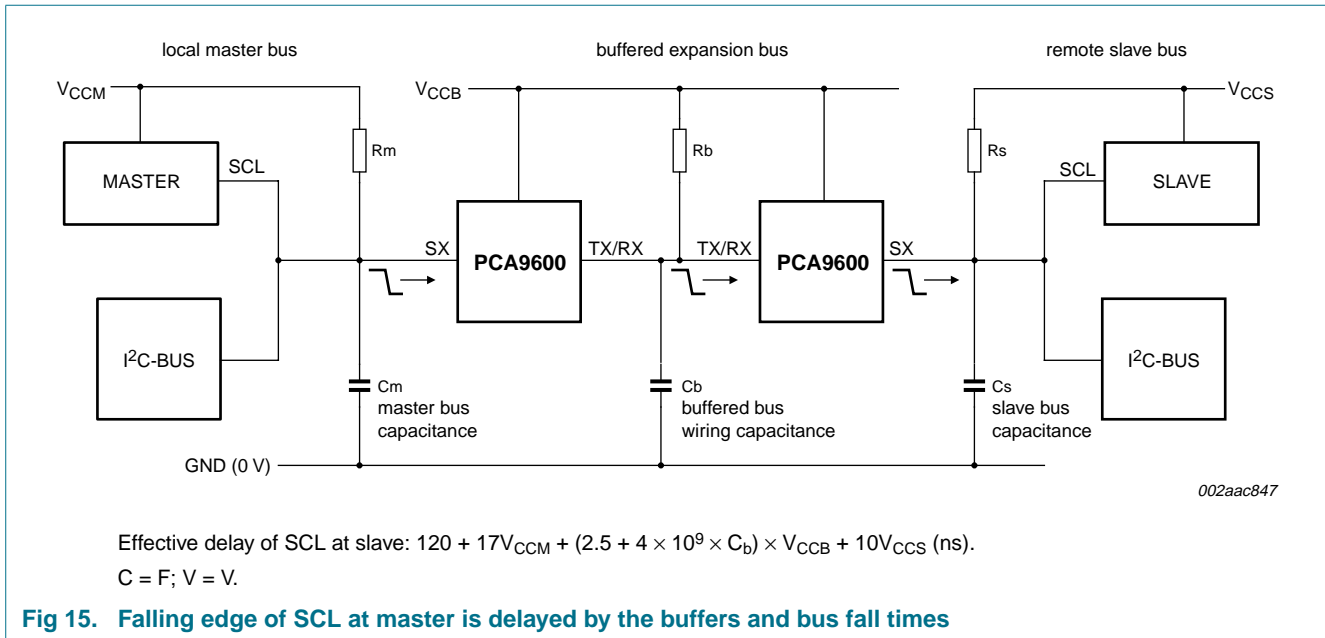 local master bus
buffered expansion bus
remote slave bus
VCCM
VCCB
VCCS
Rm
Rb
Rs
MASTER
SCL
SCL
SLAVE
SX
PCA9600
TX/RX
TX/RX
PCA9600
SX
I²C-BUS
I²C-BUS
Cm
master bus
capacitance
Cb
buffered bus
wiring capacitance
Cs
slave bus
capacitance
GND (0 V)
002aac847
Effective delay of SCL at slave: 120 + 17VCCM + (2.5 + 4 × 10⁹ × Cb) × VCCB + 10VCCS (ns).
C = F; V = V.
Fig 15. Falling edge of SCL at master is delayed by the buffers and bus fall times